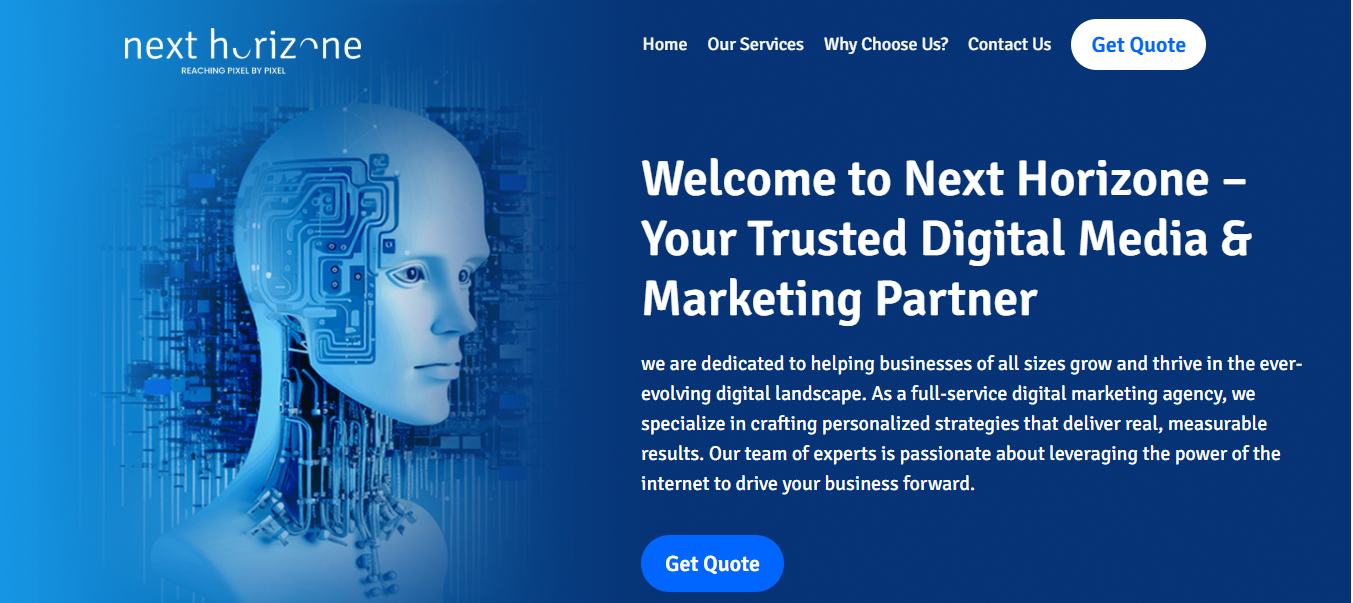 next horizone
REACHING PIXEL BY PIXEL
Home Our Services Why Choose Us? Contact Us Get Quote
Welcome to Next Horizone –
Your Trusted Digital Media &
Marketing Partner
we are dedicated to helping businesses of all sizes grow and thrive in the ever-
evolving digital landscape. As a full-service digital marketing agency, we
specialize in crafting personalized strategies that deliver real, measurable
results. Our team of experts is passionate about leveraging the power of the
internet to drive your business forward.
Get Quote